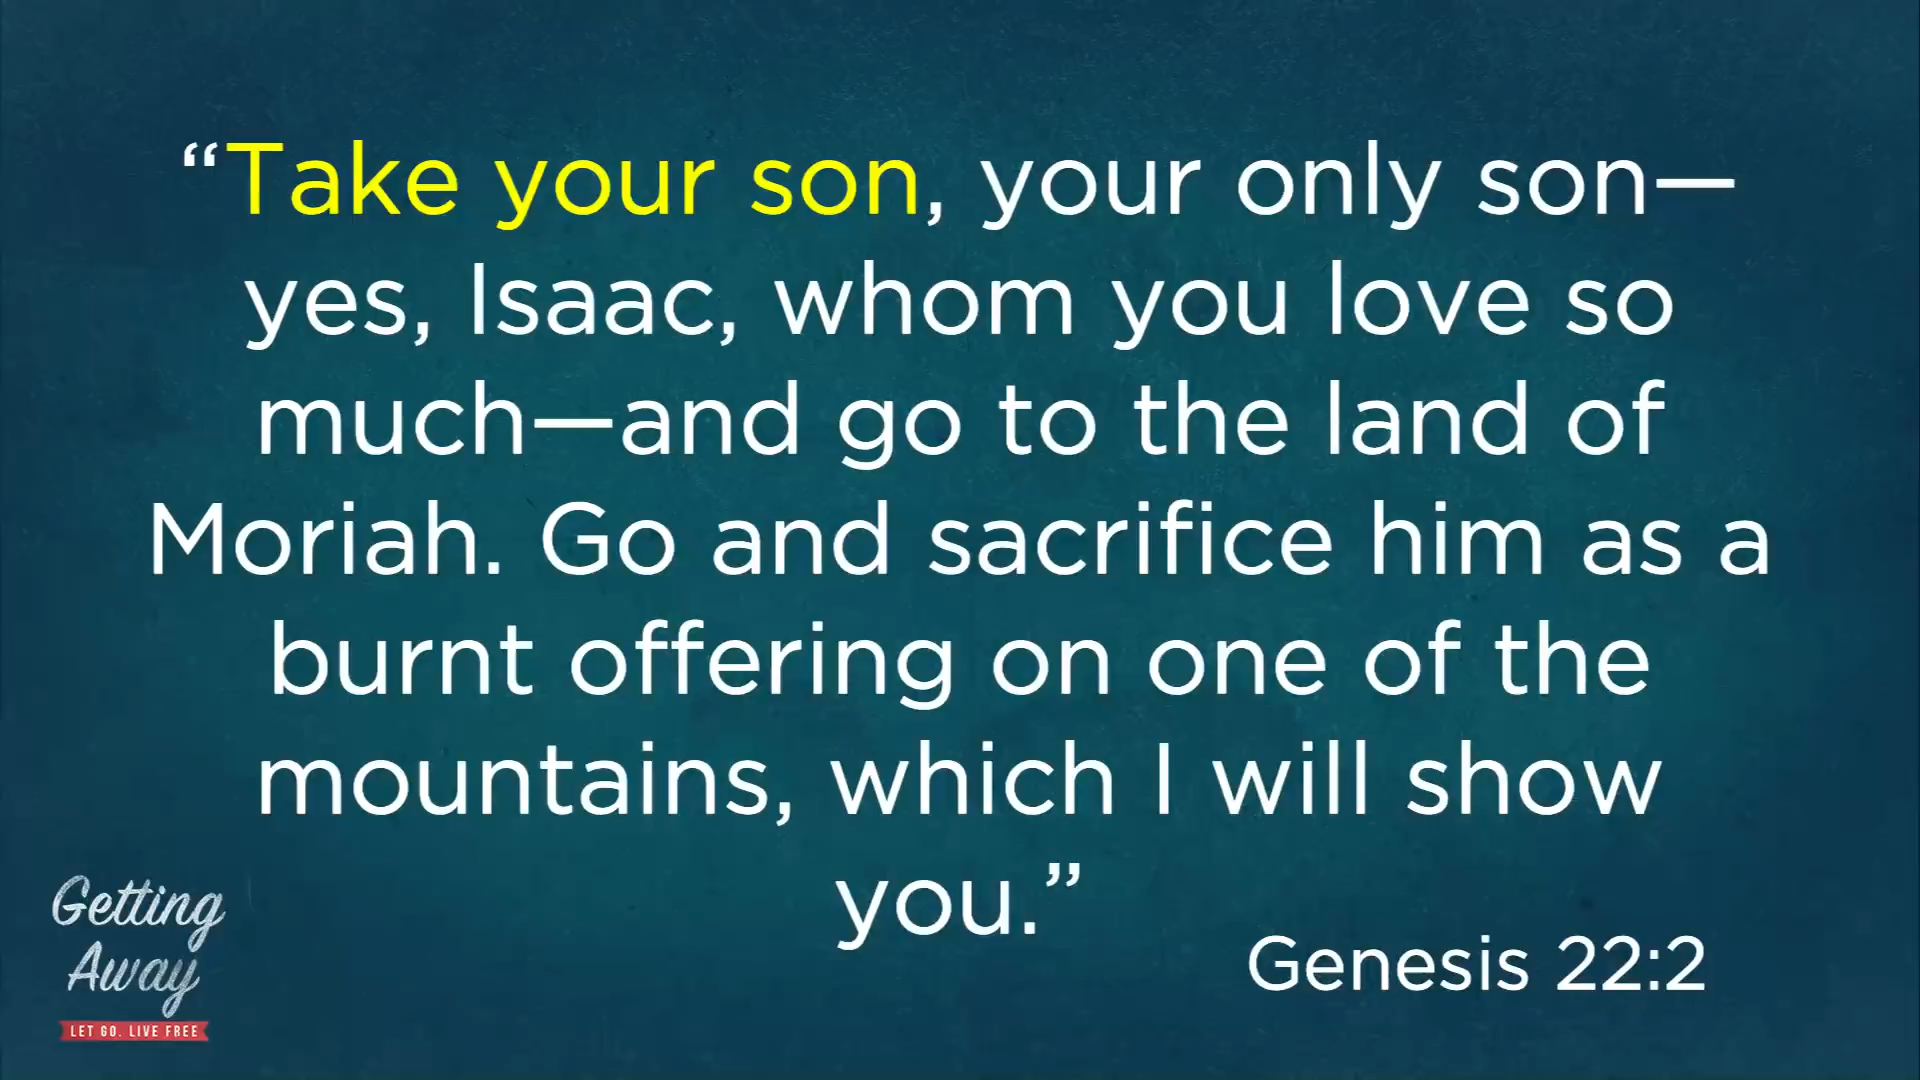 “Take your son, your only son—
yes, Isaac, whom you love so
much—and go to the land of
Moriah. Go and sacrifice him as a
burnt offering on one of the
mountains, which I will show
you.”
Genesis 22:2
Getting
Away
LET GO. LIVE FREE